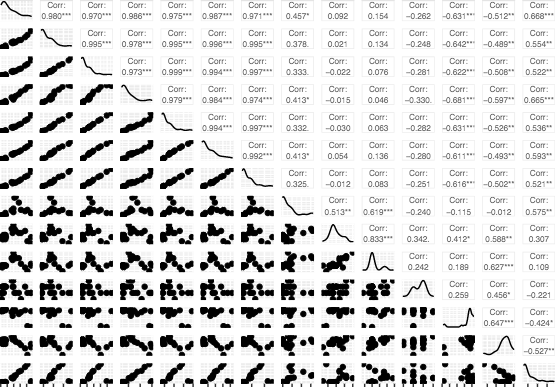 Corr: Corr: Corr: Corr: Corr: Corr: Corr: Corr: Corr: Corr: Corr: Corr: Corr:
0.980*** 0.970*** 0.986*** 0.975*** 0.987*** 0.971*** 0.457* 0.092 0.154 −0.262 −0.631*** −0.512** 0.668***
Corr: Corr: Corr: Corr: Corr: Corr: Corr: Corr: Corr: Corr: Corr: Corr:
0.995*** 0.978*** 0.995*** 0.996*** 0.995*** 0.378. 0.021 0.134 −0.248 −0.642*** −0.489** 0.554**
Corr: Corr: Corr: Corr: Corr: Corr: Corr: Corr: Corr: Corr: Corr:
0.973*** 0.999*** 0.994*** 0.997*** 0.333. −0.022 0.076 −0.281 −0.622*** −0.508** 0.522**
Corr: Corr: Corr: Corr: Corr: Corr: Corr: Corr: Corr: Corr:
0.979*** 0.984*** 0.974*** 0.413* −0.015 0.046 −0.330. −0.681*** −0.597** 0.665***
Corr: Corr: Corr: Corr: Corr: Corr: Corr: Corr: Corr:
0.994*** 0.997*** 0.332. −0.030 0.063 −0.282 −0.631*** −0.526** 0.536**
Corr: Corr: Corr: Corr: Corr: Corr: Corr: Corr:
0.992*** 0.413* 0.054 0.136 −0.280 −0.611*** −0.493** 0.593**
Corr: Corr: Corr: Corr: Corr: Corr: Corr:
0.325. −0.012 0.083 −0.251 −0.616*** −0.502** 0.521**
Corr: Corr: Corr: Corr: Corr: Corr:
0.513** 0.619*** −0.240 −0.115 −0.012 0.575**
Corr: Corr: Corr: Corr: Corr:
0.833*** 0.342. 0.412* 0.588** 0.307
Corr: Corr: Corr: Corr:
0.242 0.189 0.627*** 0.109
Corr: Corr: Corr:
0.259 0.456* −0.221
Corr: Corr:
0.647*** −0.424*
Corr:
−0.527**